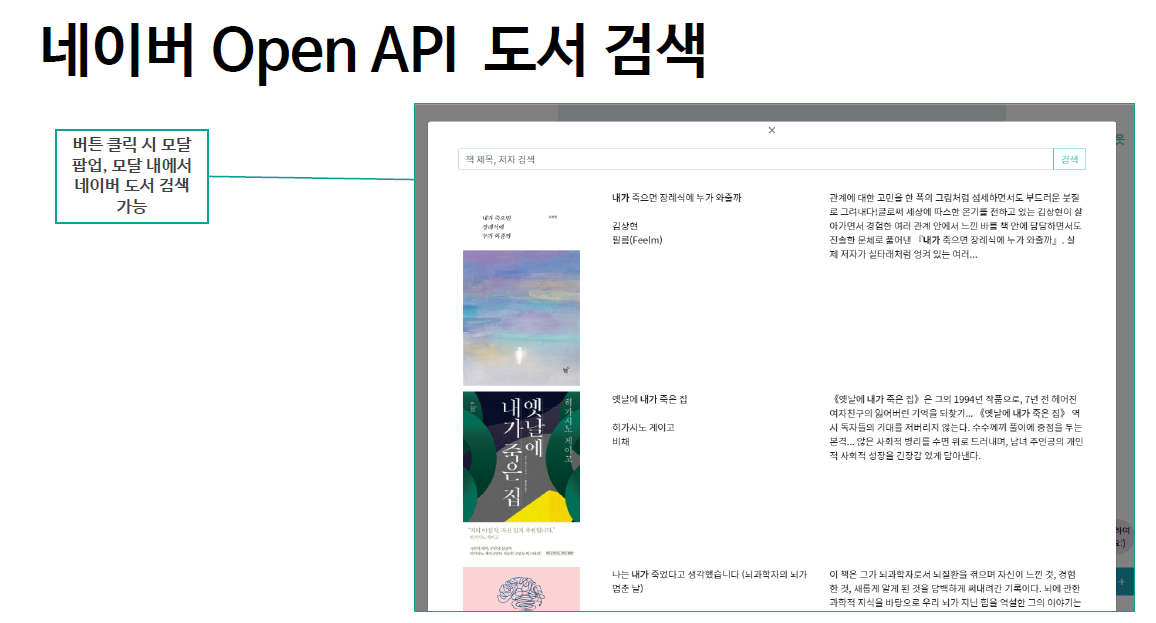 네이버 Open API 도서 검색
버튼 클릭 시 모달
팝업, 모달 내에서
네이버 도서 검색
가능
×
책 제목, 저자 검색
검색
내가 죽으면
장례식에
누가 와줄까
내가 죽으면 장례식에 누가 와줄까
김상현
필름(Feelm)
관계에 대한 고민을 한 폭의 그림처럼 섬세하면서도 부드러운 붓질
로 그려내다!글로써 세상에 따스한 온기를 전하고 있는 김상현이 살
아가면서 경험한 여러 관계 안에서 느낀 바를 책 안에 담담하면서도
진솔한 문체로 풀어낸 『내가 죽으면 장례식에 누가 와줄까』. 실
제 저자가 실타래처럼 엉켜 있는 여러...
옛날에
내가 죽은 집
히가시노 게이고
옛날에 내가 죽은 집
히가시노 게이고
비채
《옛날에 내가 죽은 집》은 그의 1994년 작품으로, 7년 전 헤어진
여자친구의 잃어버린 기억을 되찾기... 《옛날에 내가 죽은 집》 역
시 독자들의 기대를 저버리지 않는다. 수수께끼 풀이에 중점을 두는
본격... 않은 사회적 병리를 수면 위로 드러내며, 남녀 주인공의 개인
적 사회적 성장을 긴장감 있게 담아낸다.
나는 내가 죽었다고 생각했습니다 (뇌과학자의 뇌가
멈춘 날)
이 책은 그가 뇌과학자로서 뇌질환을 겪으며 자신이 느낀 것, 경험
한 것, 새롭게 알게 된 것을 담백하게 써내려간 기록이다. 뇌에 관한
과학적 지식을 바탕으로 우리 뇌가 지닌 힘을 역설한 그의 이야기는
하여
+